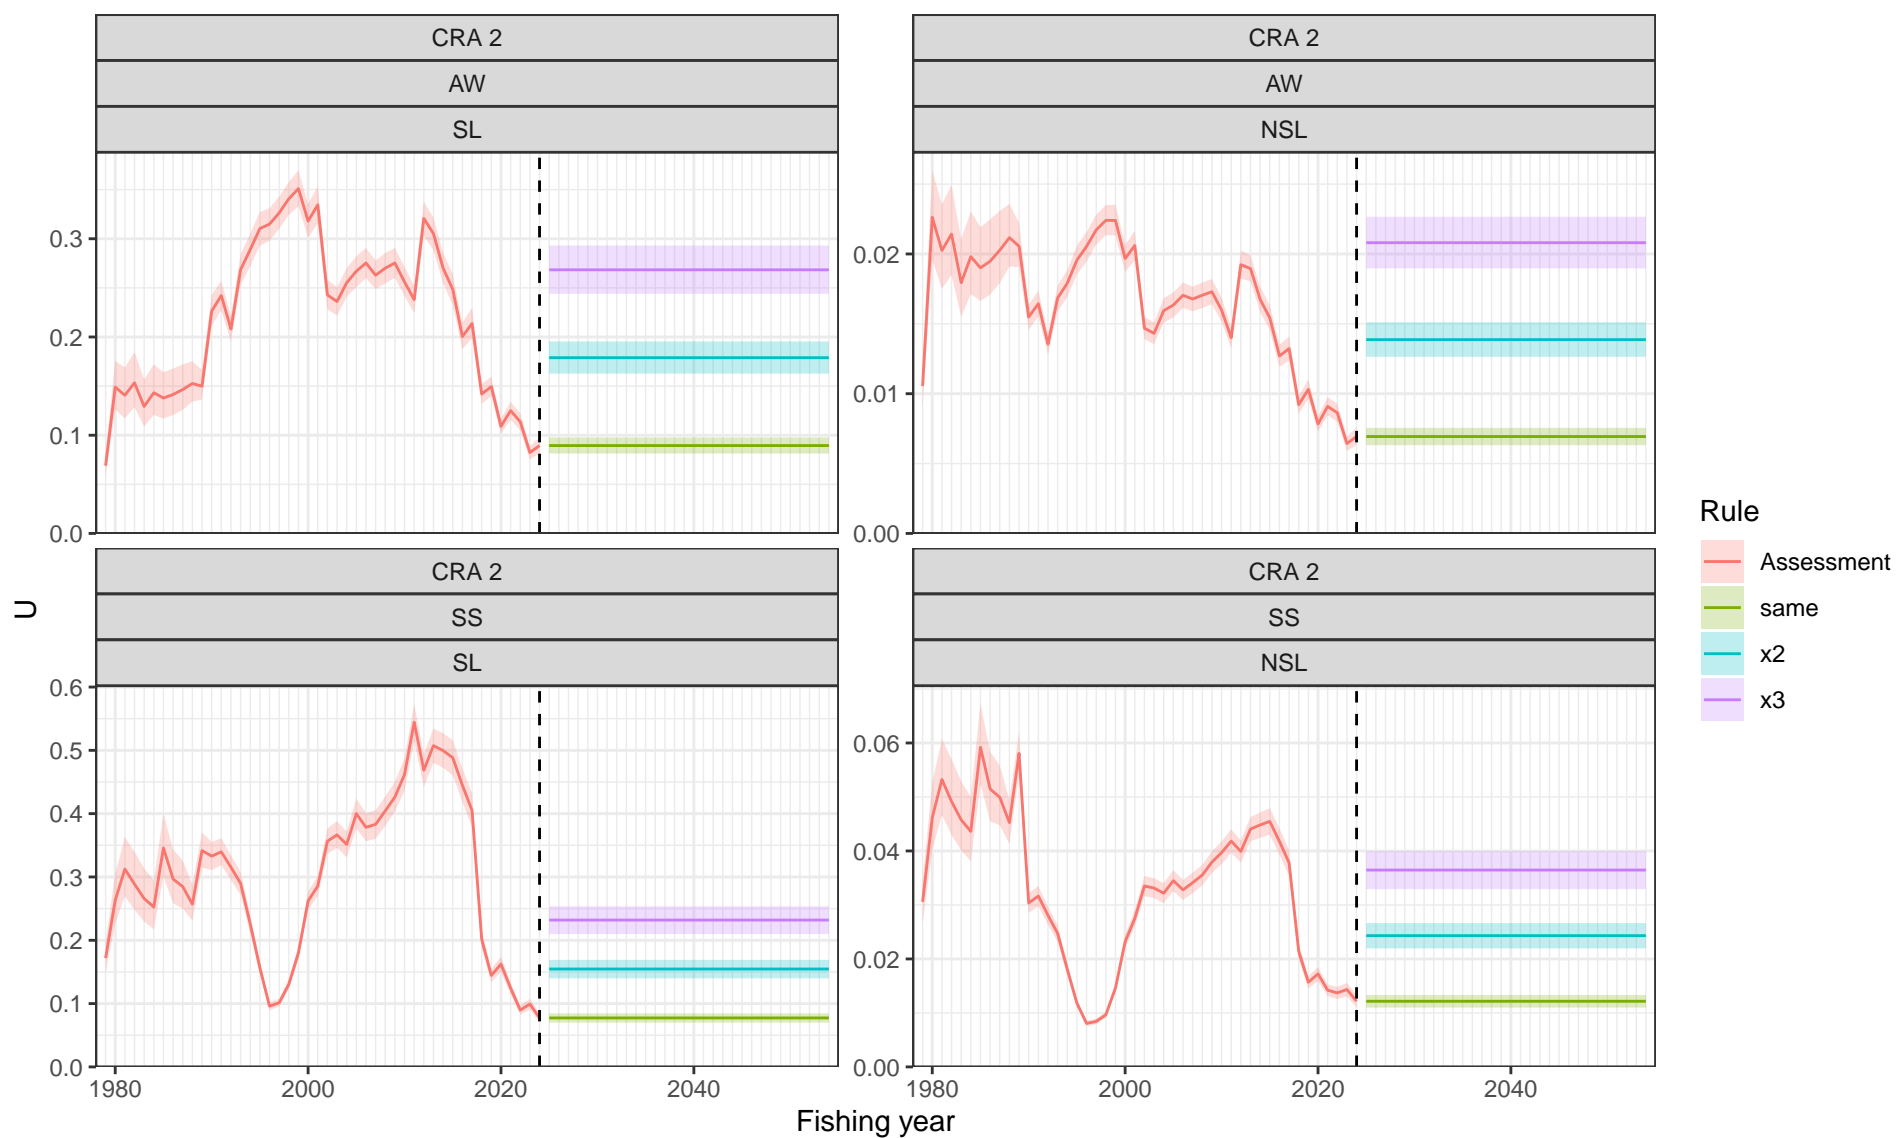 CRA 2
AW
SL
CRA 2
AW
NSL
0.3
0.2
0.1
0.0
0.02
0.01
0.00
CRA 2
SS
SL
CRA 2
SS
NSL
0.6
0.5
0.4
0.3
0.2
0.1
0.0
0.06
0.04
0.02
0.00
1980 2000 2020 2040
1980 2000 2020 2040
U
Fishing year
Rule
Assessment
same
x2
x3